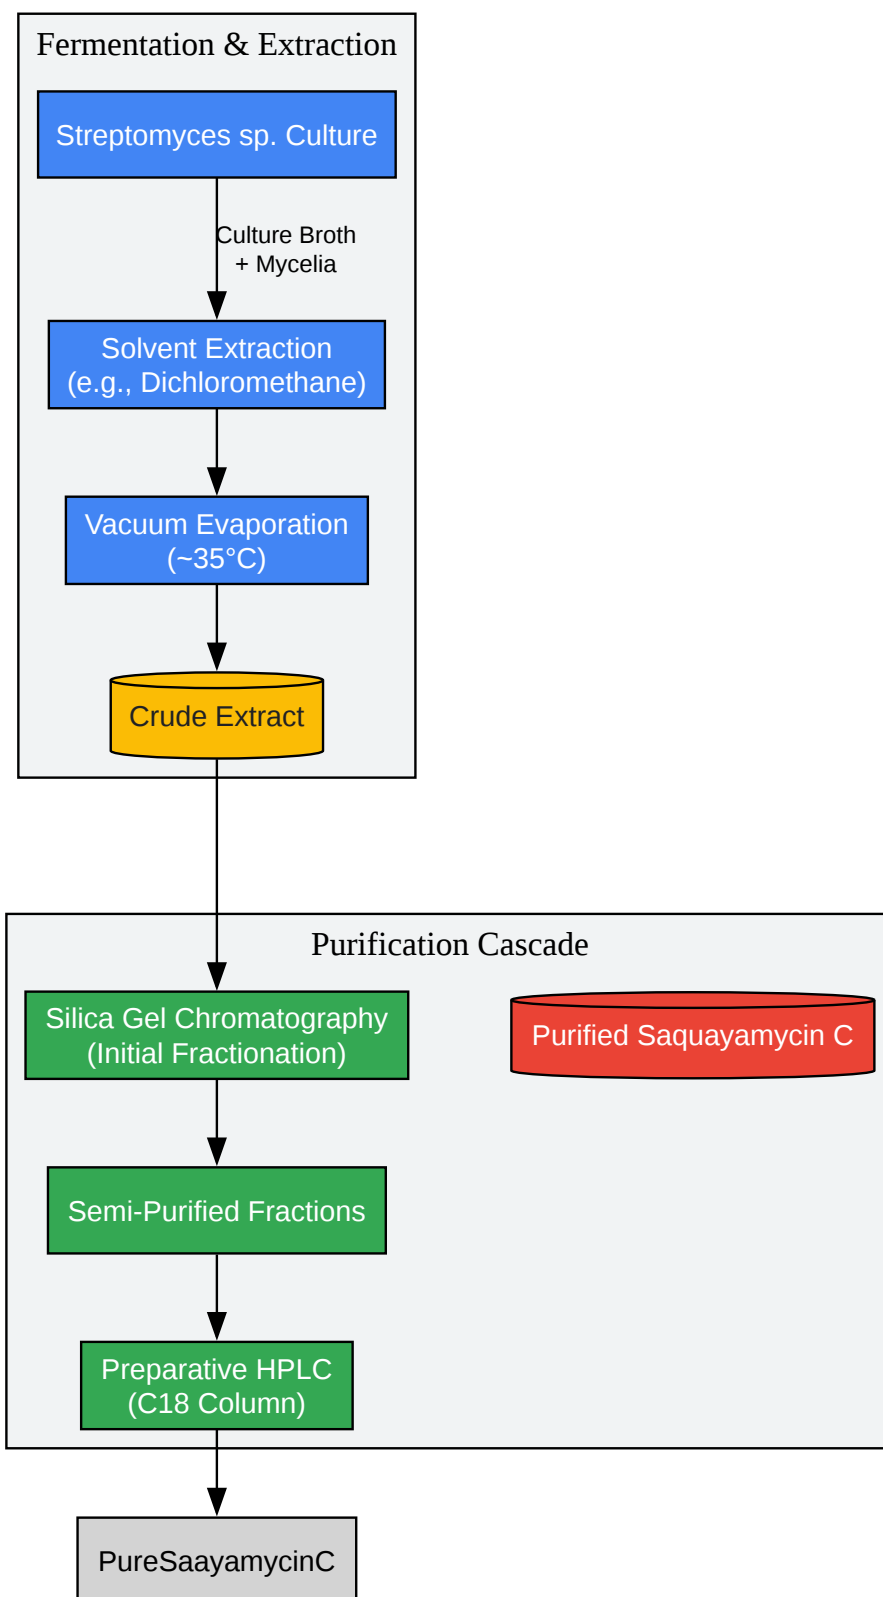 Fermentation & Extraction
Streptomyces sp. Culture
Culture Broth
+ Mycelia
Solvent Extraction
(e.g., Dichloromethane)
Vacuum Evaporation
(~35°C)
Crude Extract
Purification Cascade
Silica Gel Chromatography
(Initial Fractionation)
Purified Saquayamycin C
Semi-Purified Fractions
Preparative HPLC
(C18 Column)
PureSaayamycinC